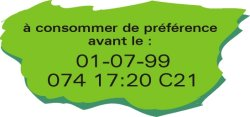 à consommer de préférence
avant le :
01-07-99
074 17:20 C21